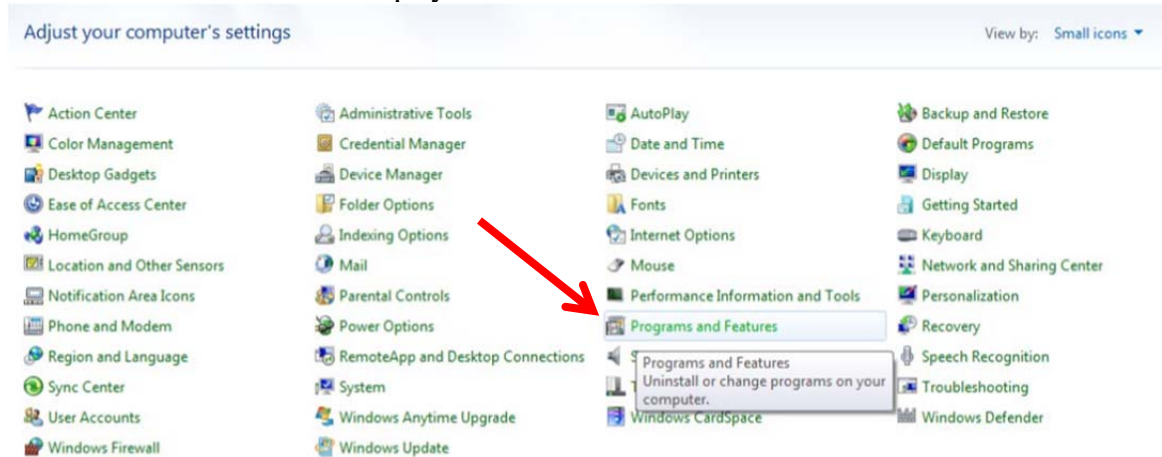 Adjust your computer's settings
View by: Small icons
Action Center
Administrative Tools
AutoPlay
Backup and Restore
Color Management
Credential Manager
Date and Time
Default Programs
Desktop Gadgets
Device Manager
Devices and Printers
Display
Ease of Access Center
Folder Options
Fonts
Getting Started
HomeGroup
Indexing Options
Internet Options
Keyboard
Location and Other Sensors
Mail
Mouse
Network and Sharing Center
Notification Area Icons
Parental Controls
Performance Information and Tools
Personalization
Phone and Modem
Power Options
Programs and Features
Recovery
Region and Language
RemoteApp and Desktop Connections
Programs and Features
Uninstall or change programs on your
computer.
Speech Recognition
Sync Center
System
Troubleshooting
User Accounts
Windows Anytime Upgrade
Windows CardSpace
Windows Defender
Windows Firewall
Windows Update